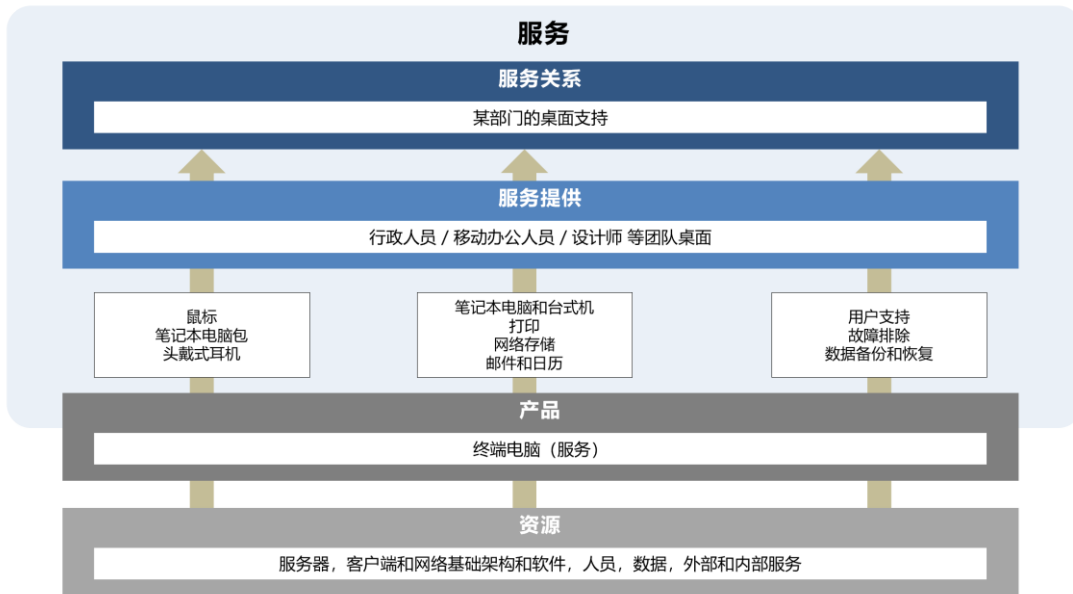 服务
服务关系
某部门的桌面支持
服务提供
行政人员 / 移动办公人员 / 设计师 等团队桌面
鼠标
笔记本电脑包
头戴式耳机
笔记本电脑和台式机
打印
网络存储
邮件和日历
用户支持
故障排除
数据备份和恢复
产品
终端电脑（服务）
资源
服务器，客户端和网络基础架构和软件，人员，数据，外部和内部服务